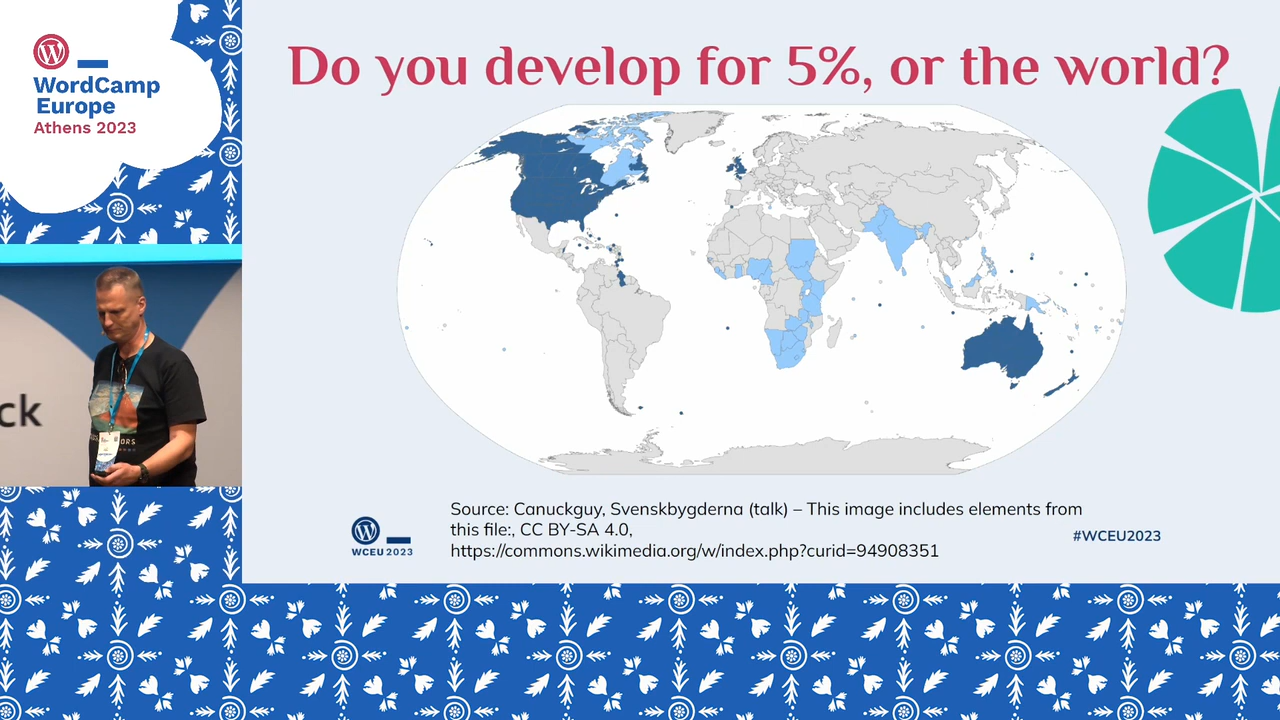 WordCamp
Europe
Athens 2023
Do you develop for 5%, or the world?
ck
Source: Canuckguy, Svenskbygderna (talk) – This image includes elements from
this file:, CC BY-SA 4.0,
https://commons.wikimedia.org/w/index.php?curid=94908351
WCEU 2023
#WCEU2023